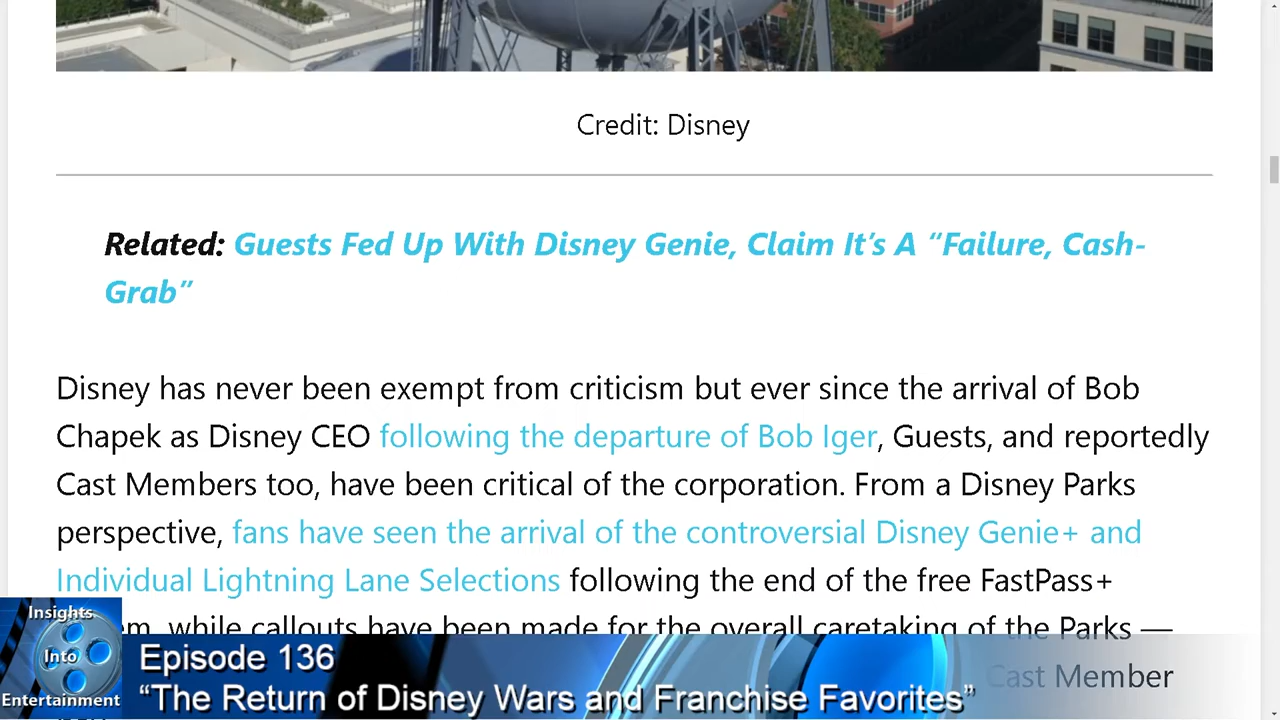 Credit: Disney
Related: Guests Fed Up With Disney Genie, Claim It’s A “Failure, Cash-
Grab”
Disney has never been exempt from criticism but ever since the arrival of Bob
Chapek as Disney CEO following the departure of Bob Iger, Guests, and reportedly
Cast Members too, have been critical of the corporation. From a Disney Parks
perspective, fans have seen the arrival of the controversial Disney Genie+ and
Individual Lightning Lane Selections following the end of the free FastPass+
while callouts have been made for the overall caretaking of the Parks —
Cast Member
Insights
Into
Entertainment
Episode 136
“The Return of Disney Wars and Franchise Favorites”